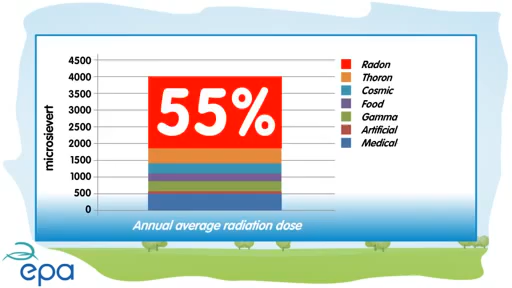 4500
4000
3500
3000
2500
2000
1500
1000
500
0
microsievert
55%
Radon
Thoron
Cosmic
Food
Gamma
Artificial
Medical
Annual average radiation dose
epa